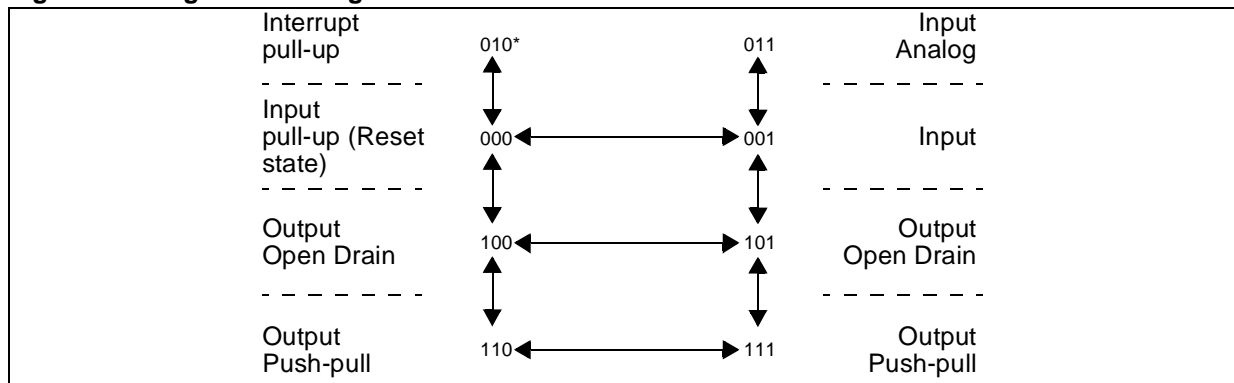 Interrupt
pull-up
010*
011
Input
Analog
Input
pull-up (Reset
state)
000
001
Input
Output
Open Drain
100
101
Output
Open Drain
Output
Push-pull
110
111
Output
Push-pull